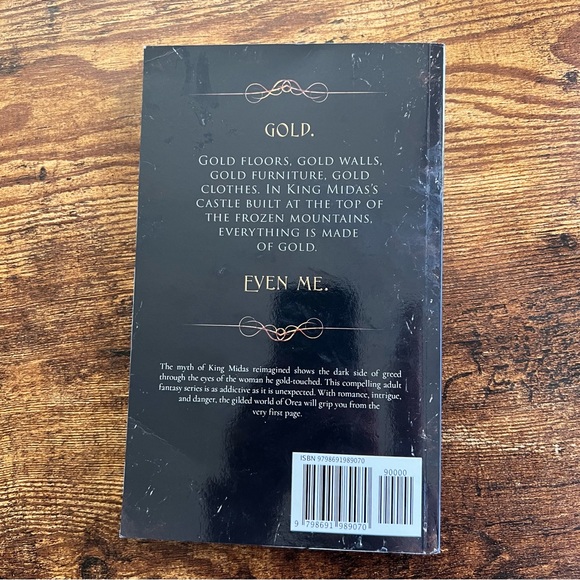 GOLD.
GOLD FLOORS, GOLD WALLS,
GOLD FURNITURE, GOLD
CLOTHES. IN KING MIDAS'S
CASTLE BUILT AT THE TOP OF
THE FROZEN MOUNTAINS,
EVERYTHING IS MADE
OF GOLD.
EVEN ME.
The myth of King Midas reimagined shows the dark side of greed
through the eyes of the woman he gold-touched. This compelling adult
fantasy series is as addictive as it is unexpected. With romance, intrigue,
and danger, the gilded world of Orea will grip you from the
very first page.
ISBN 9798691989070
90000
9 798691 989070